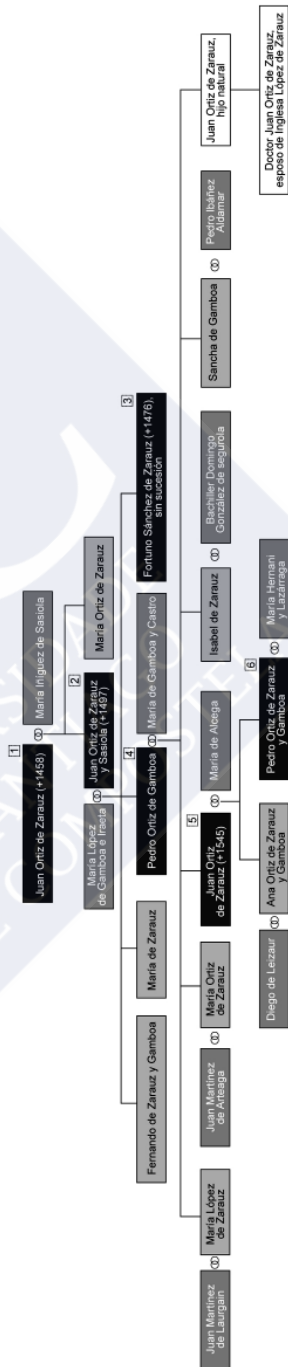 1
Juan Ortiz de Zarauz (+1458)
María Iñiguez de Sasiola
2
María López
de Gamboa e Iraeta
Juan Ortiz de Zarauz
y Sasiola (+1497)
María Ortiz de Zarauz
Fernando de Zarauz y Gamboa
María de Zarauz
4
Pedro Ortiz de Gamboa
María de Gamboa y Castro
3
Fortuno Sánchez de Zarauz (+1476),
sin sucesión
Juan Martínez
de Laurgain
María López
de Zarauz
Juan Martínez
de Arteaga
María Ortiz
de Zarauz
5
Juan Ortiz
de Zarauz (+1545)
María de Alcega
Isabel de Zarauz
Bachiller Domingo
González de segurola
Sancha de Gamboa
Pedro Ibáñez
Aldamar
Juan Ortiz de Zarauz,
hijo natural
Diego de Leizaur
Ana Ortiz de Zarauz
y Gamboa
6
Pedro Ortiz de Zarauz
y Gamboa
María Hernani
y Lazárraga
Doctor Juan Ortiz de Zarauz,
esposo de Inglesa López de Zarauz